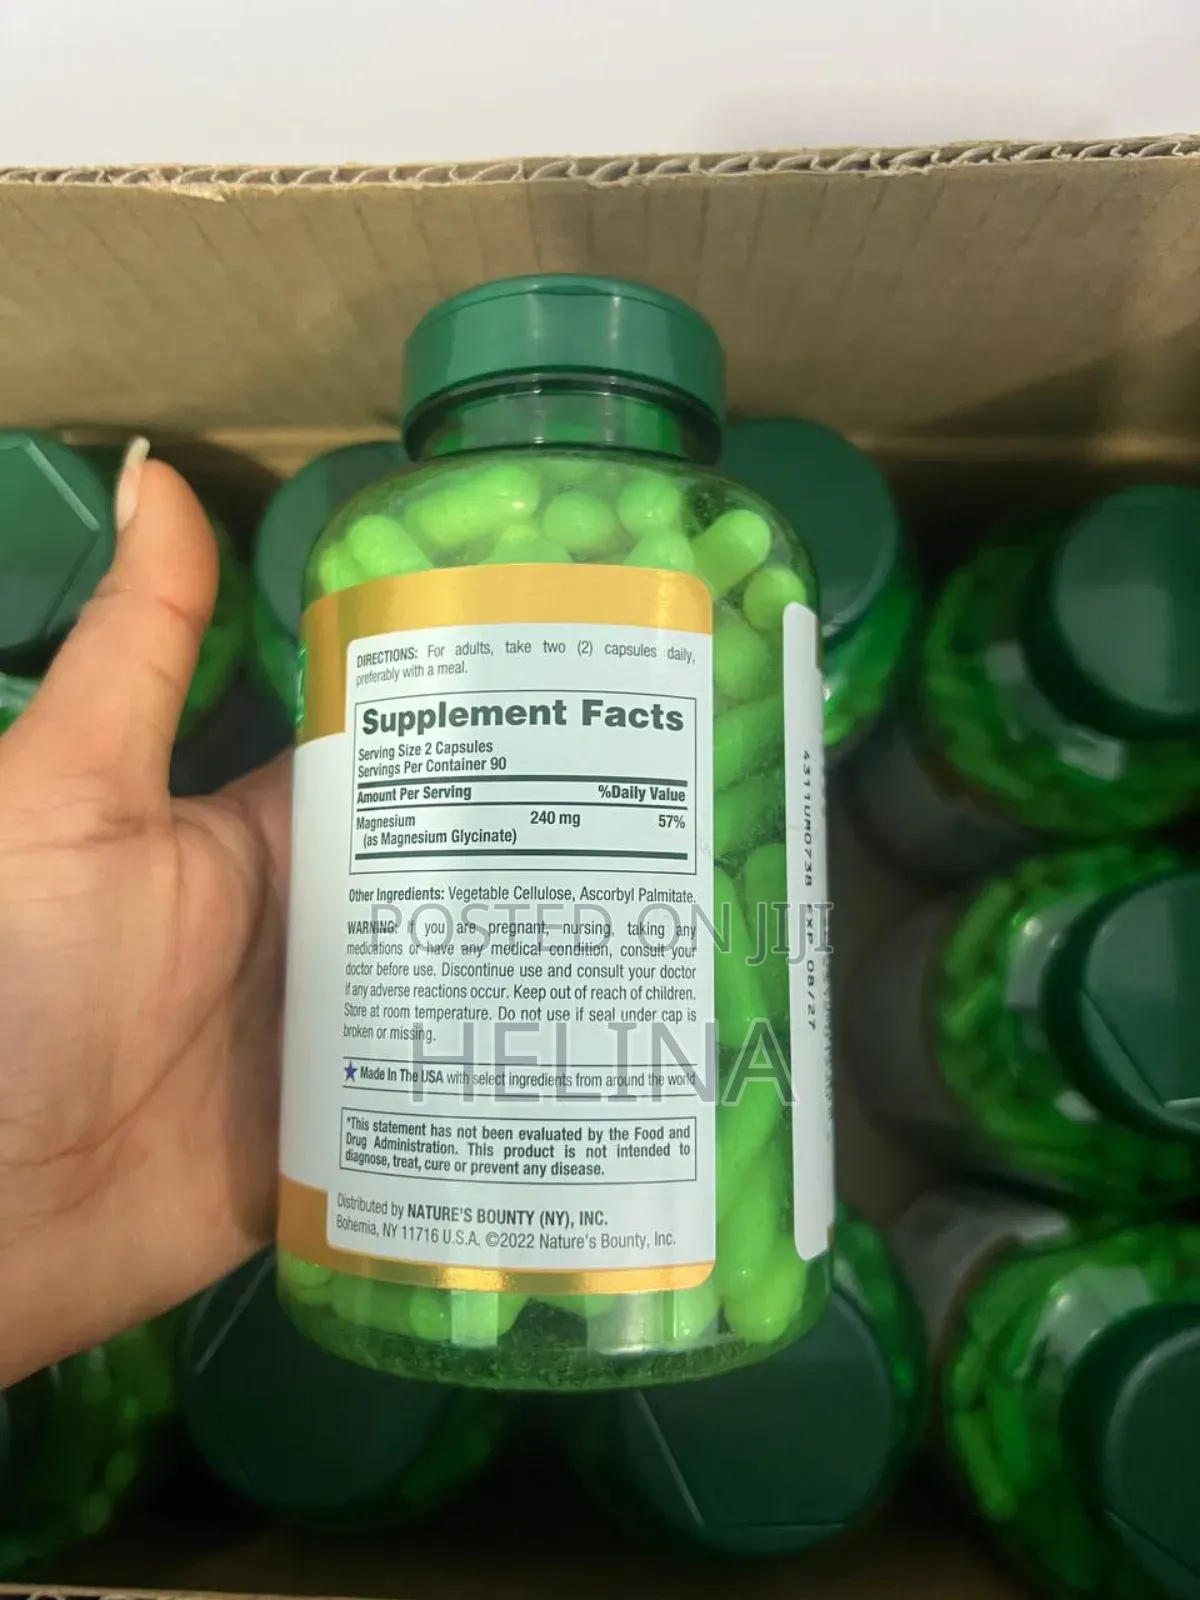 DIRECTIONS: For adults, take two (2) capsules daily,
preferably with a meal.
Supplement Facts
Serving Size 2 Capsules
Servings Per Container 90
Amount Per Serving %Daily Value
Magnesium 240 mg 57%
(as Magnesium Glycinate)
Other Ingredients: Vegetable Cellulose, Ascorbyl Palmitate.
WARNING: If you are pregnant, nursing, taking any
medications or have any medical condition, consult your
doctor before use. Discontinue use and consult your doctor
if any adverse reactions occur. Keep out of reach of children.
Store at room temperature. Do not use if seal under cap is
broken or missing.
Made In The USA with select ingredients from around the world
*This statement has not been evaluated by the Food and
Drug Administration. This product is not intended to
diagnose, treat, cure or prevent any disease.
Distributed by NATURE'S BOUNTY (NY), INC.
Bohemia, NY 11716 U.S.A. ©2022 Nature's Bounty, Inc.
4311UM0738 EXP 08/27
POSTED ON JIJI
HELINA